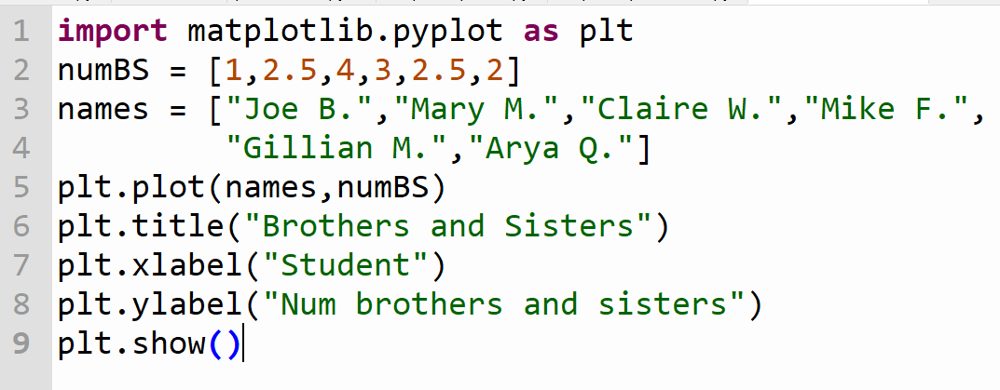 1 import matplotlib.pyplot as plt
2 numBS = [1,2.5,4,3,2.5,2]
3 names = ["Joe B.","Mary M.","Claire W.","Mike F.",
4          "Gillian M.","Arya Q."]
5 plt.plot(names,numBS)
6 plt.title("Brothers and Sisters")
7 plt.xlabel("Student")
8 plt.ylabel("Num brothers and sisters")
9 plt.show()